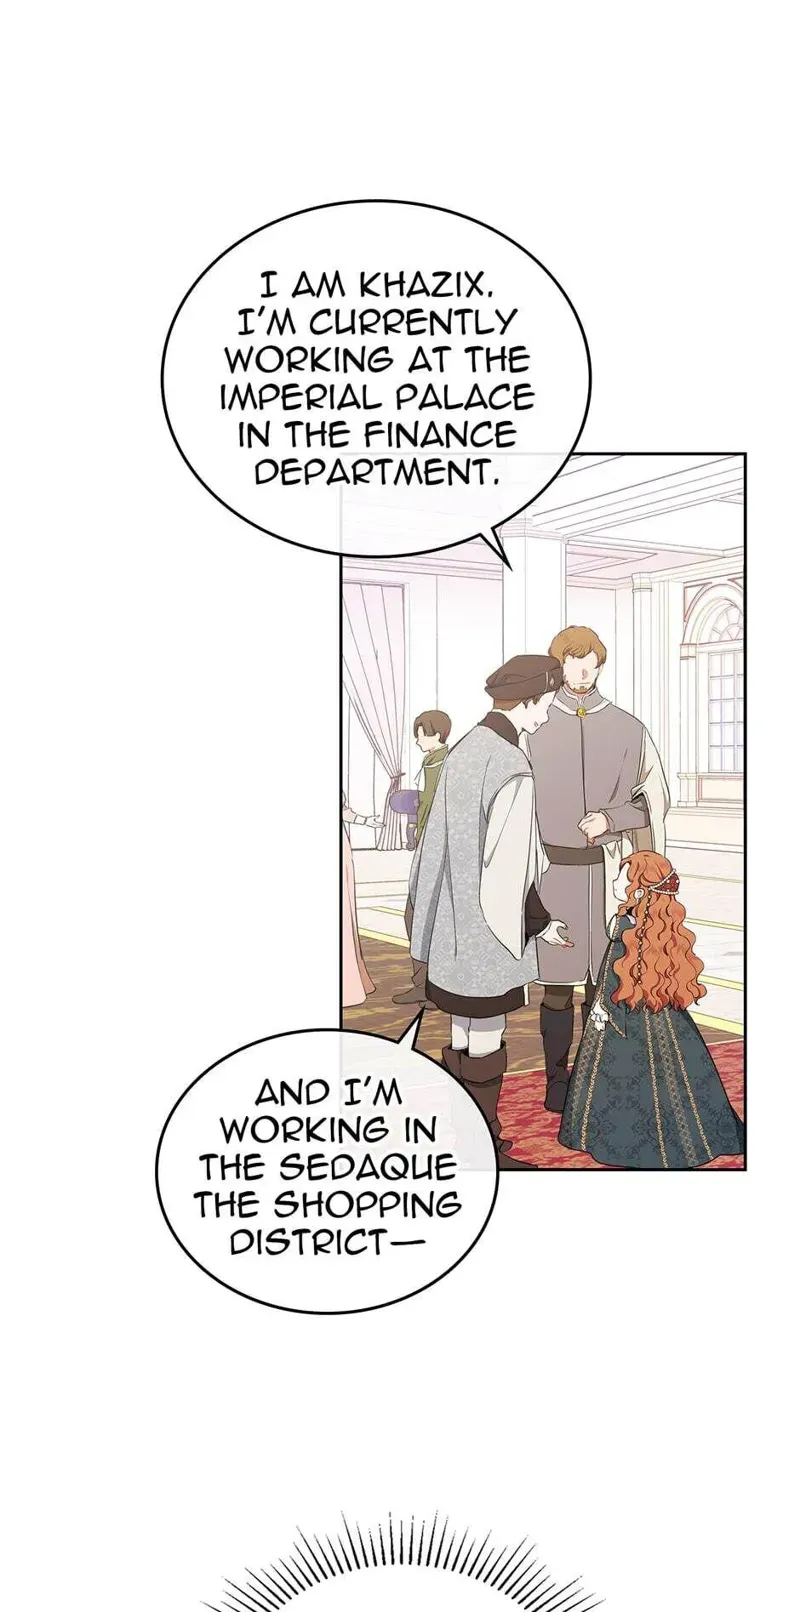 I AM KHAZIX.
I'M CURRENTLY
WORKING AT THE
IMPERIAL PALACE
IN THE FINANCE
DEPARTMENT.
AND I'M
WORKING IN
THE SEDAQUE
THE SHOPPING
DISTRICT—